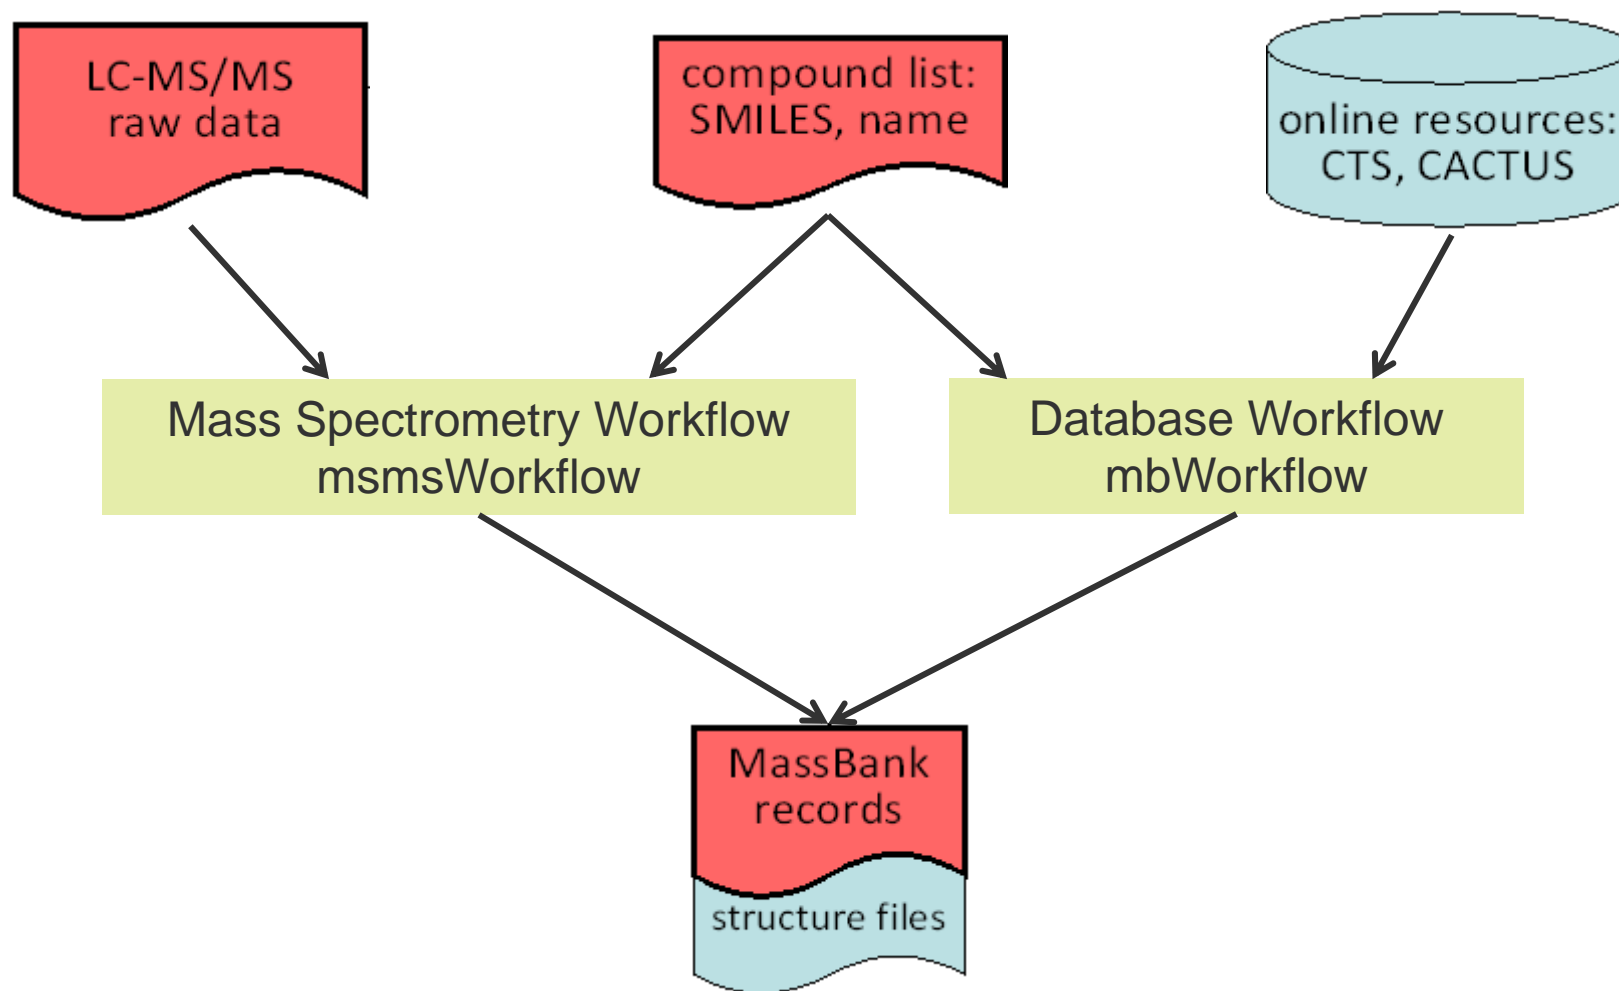 LC-MS/MS
raw data
compound list:
SMILES, name
online resources:
CTS, CACTUS
Mass Spectrometry Workflow
msmsWorkflow
Database Workflow
mbWorkflow
MassBank
records
structure files